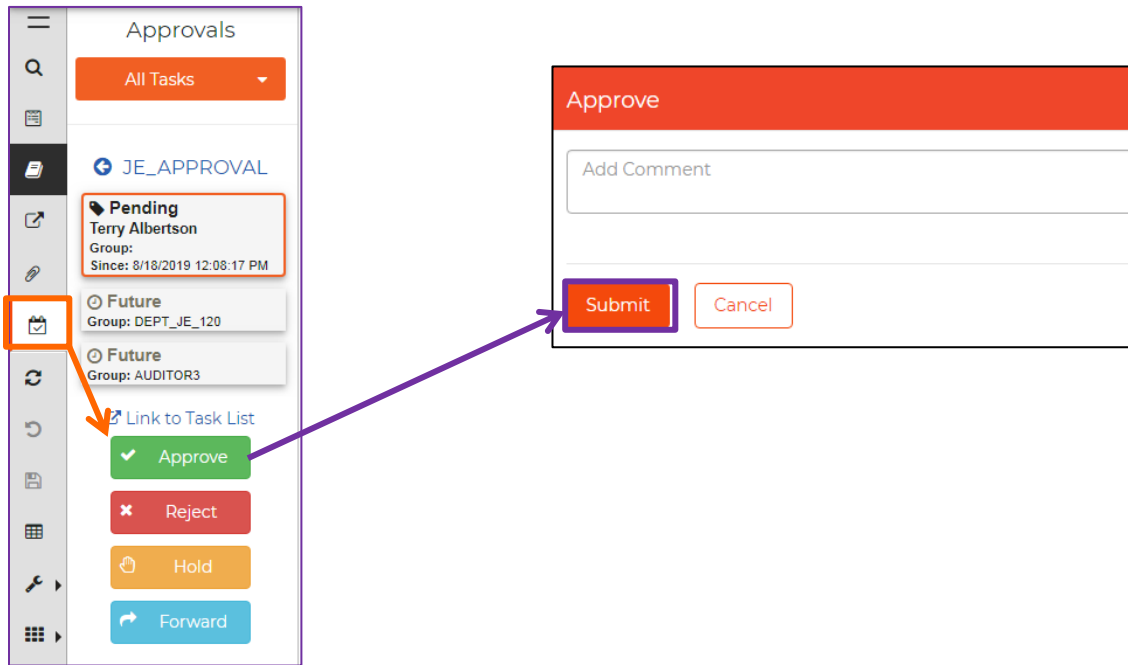 Approvals
All Tasks
JE_APPROVAL
Pending
Terry Albertson
Group:
Since: 8/18/2019 12:08:17 PM
Future
Group: DEPT_JE_120
Future
Group: AUDITOR3
Link to Task List
Approve
Reject
Hold
Forward
Approve
Add Comment
Submit Cancel